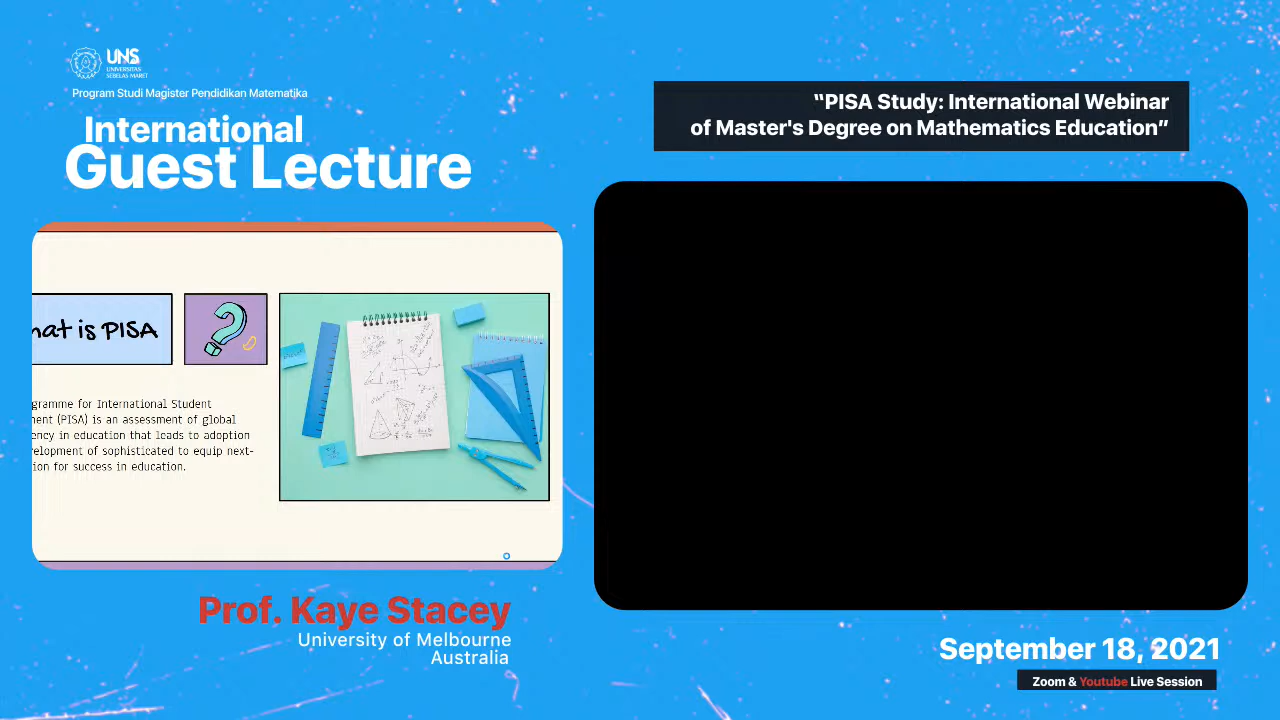 UNS
UNIVERSITAS
SEBELAS MARET
Program Studi Magister Pendidikan Matematika
International
Guest Lecture
“PISA Study: International Webinar
of Master's Degree on Mathematics Education”
hat is PISA
?
gramme for International Student
ment (PISA) is an assessment of global
ency in education that leads to adoption
velopment of sophisticated to equip next-
ion for success in education.
Prof. Kaye Stacey
University of Melbourne
Australia
September 18, 2021
Zoom & Youtube Live Session